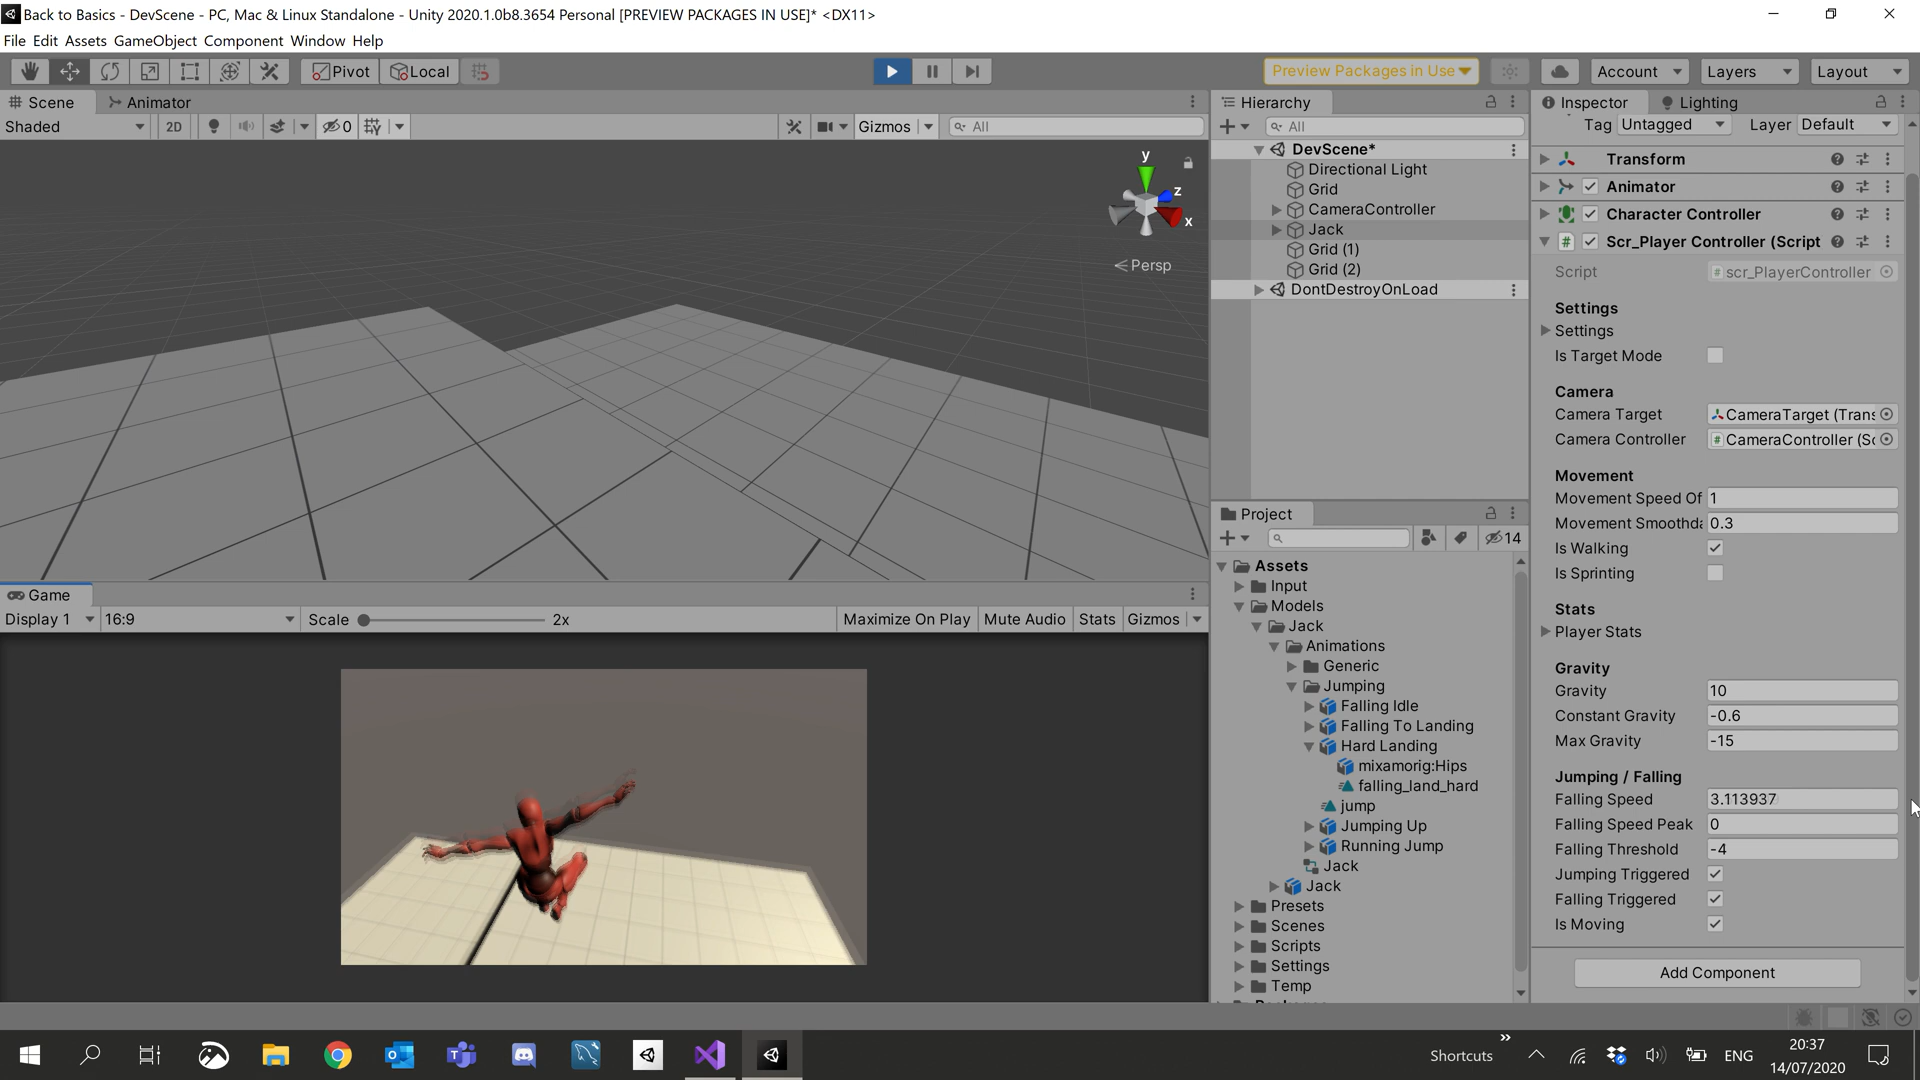 Back to Basics - DevScene - PC, Mac & Linux Standalone - Unity 2020.1.0b8.3654 Personal [PREVIEW PACKAGES IN USE]* <DX11>
File Edit Assets GameObject Component Window Help
Pivot Local Preview Packages in Use Account Layers Layout
Scene Animator
Shaded 2D 0 Gizmos All
y
z
x
Persp
Game
Display 1 16:9 Scale 2x Maximize On Play Mute Audio Stats Gizmos
Hierarchy
All
DevScene*
Directional Light
Grid
CameraController
Jack
Grid (1)
Grid (2)
DontDestroyOnLoad
Project
14
Assets
Input
Models
Jack
Animations
Generic
Jumping
Falling Idle
Falling To Landing
Hard Landing
mixamorig:Hips
falling_land_hard
jump
Jumping Up
Running Jump
Jack
Jack
Presets
Scenes
Scripts
Settings
Temp
Inspector Lighting
Tag Untagged Layer Default
Transform
Animator
Character Controller
# Scr_Player Controller (Script
Script # scr_PlayerController
Settings
Settings
Is Target Mode
Camera
Camera Target CameraTarget (Trans
Camera Controller # CameraController (Sc
Movement
Movement Speed Of 1
Movement Smoothda 0.3
Is Walking
Is Sprinting
Stats
Player Stats
Gravity
Gravity 10
Constant Gravity -0.6
Max Gravity -15
Jumping / Falling
Falling Speed 3.113937
Falling Speed Peak 0
Falling Threshold -4
Jumping Triggered
Falling Triggered
Is Moving
Add Component
Shortcuts » ENG 20:37
14/07/2020